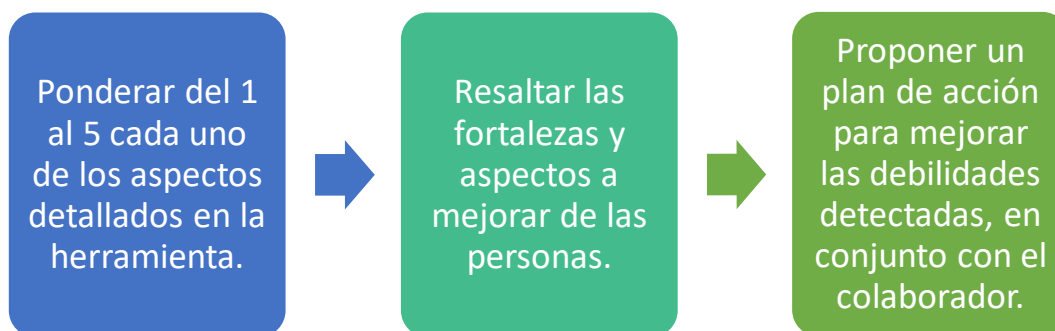 Ponderar del 1
al 5 cada uno
de los aspectos
detallados en la
herramienta.
Resaltar las
fortalezas y
aspectos a
mejorar de las
personas.
Proponer un
plan de acción
para mejorar
las debilidades
detectadas, en
conjunto con el
colaborador.